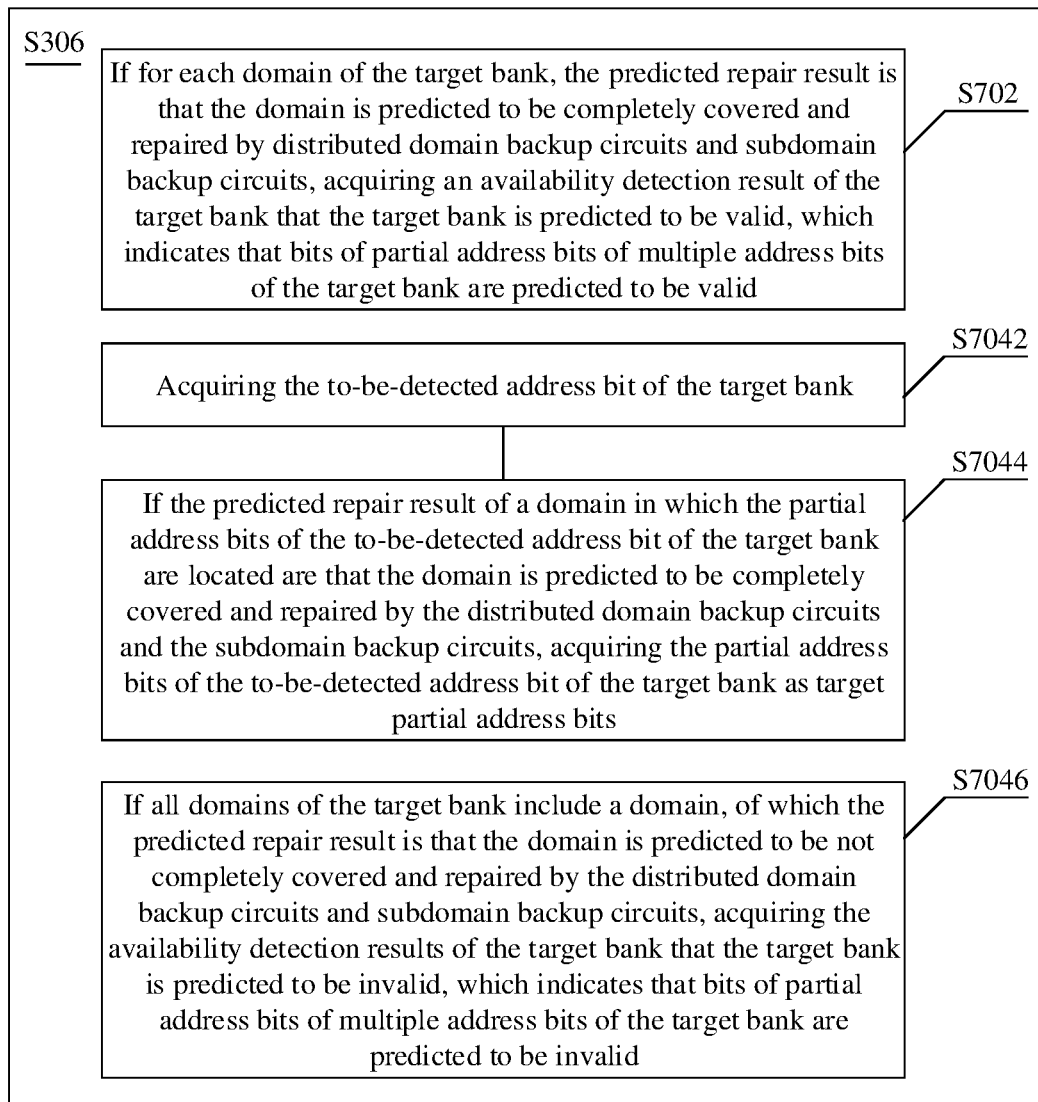 S306
If for each domain of the target bank, the predicted repair result is
that the domain is predicted to be completely covered and
repaired by distributed domain backup circuits and subdomain
backup circuits, acquiring an availability detection result of the
target bank that the target bank is predicted to be valid, which
indicates that bits of partial address bits of multiple address bits
of the target bank are predicted to be valid
S702
Acquiring the to-be-detected address bit of the target bank
S7042
If the predicted repair result of a domain in which the partial
address bits of the to-be-detected address bit of the target bank
are located are that the domain is predicted to be completely
covered and repaired by the distributed domain backup circuits
and the subdomain backup circuits, acquiring the partial address
bits of the to-be-detected address bit of the target bank as target
partial address bits
S7044
If all domains of the target bank include a domain, of which the
predicted repair result is that the domain is predicted to be not
completely covered and repaired by the distributed domain
backup circuits and subdomain backup circuits, acquiring the
availability detection results of the target bank that the target bank
is predicted to be invalid, which indicates that bits of partial
address bits of multiple address bits of the target bank are
predicted to be invalid
S7046